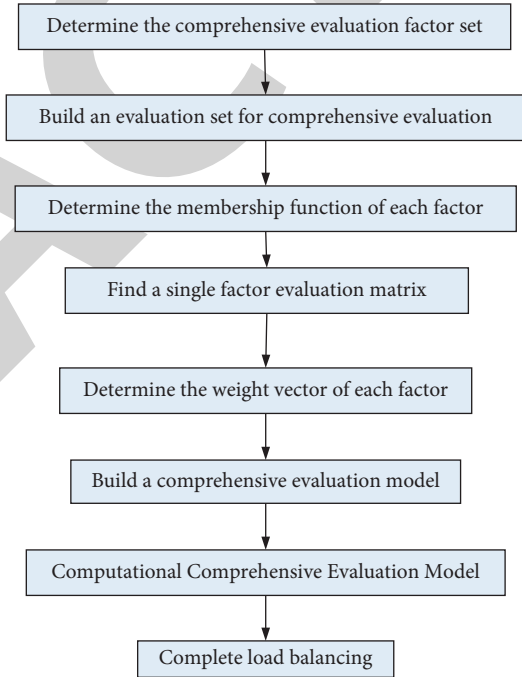 Determine the comprehensive evaluation factor set
Build an evaluation set for comprehensive evaluation
Determine the membership function of each factor
Find a single factor evaluation matrix
Determine the weight vector of each factor
Build a comprehensive evaluation model
Computational Comprehensive Evaluation Model
Complete load balancing